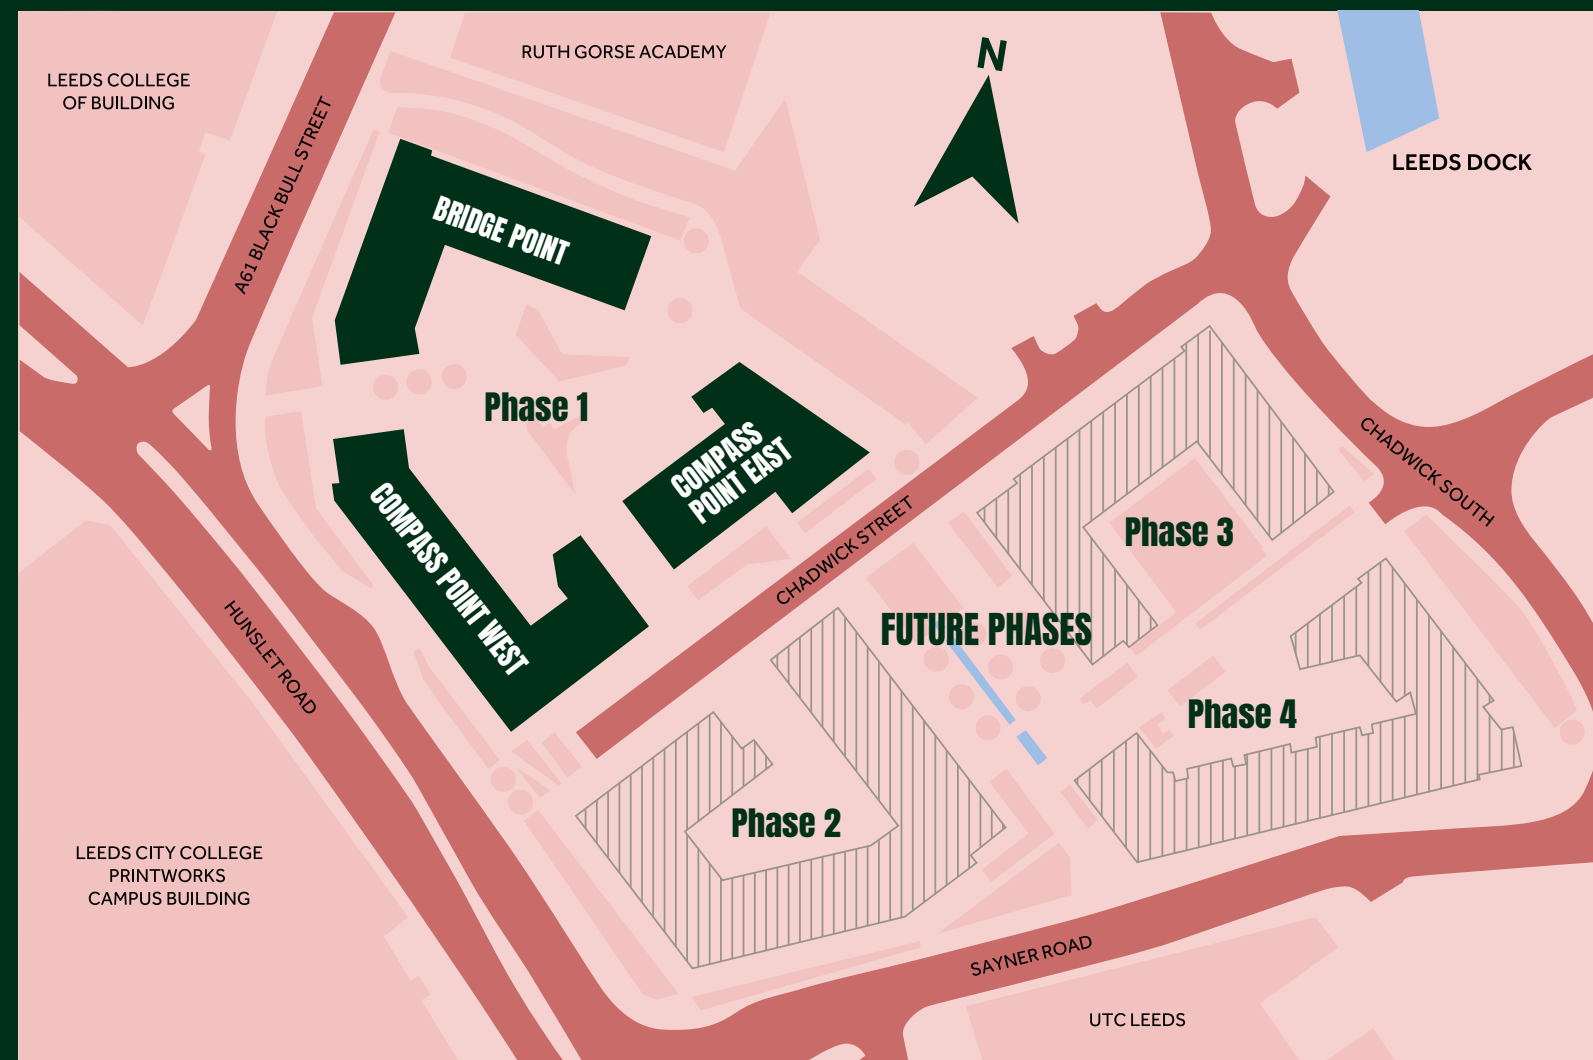 RUTH GORSE ACADEMY
N
LEEDS COLLEGE
OF BUILDING
A61 BLACK BULL STREET
LEEDS DOCK
BRIDGE POINT
Phase 1
COMPASS
POINT EAST
COMPASS POINT WEST
CHADWICK STREET
CHADWICK SOUTH
Phase 3
FUTURE PHASES
HUNSLET ROAD
Phase 4
Phase 2
LEEDS CITY COLLEGE
PRINTWORKS
CAMPUS BUILDING
SAYNER ROAD
UTC LEEDS